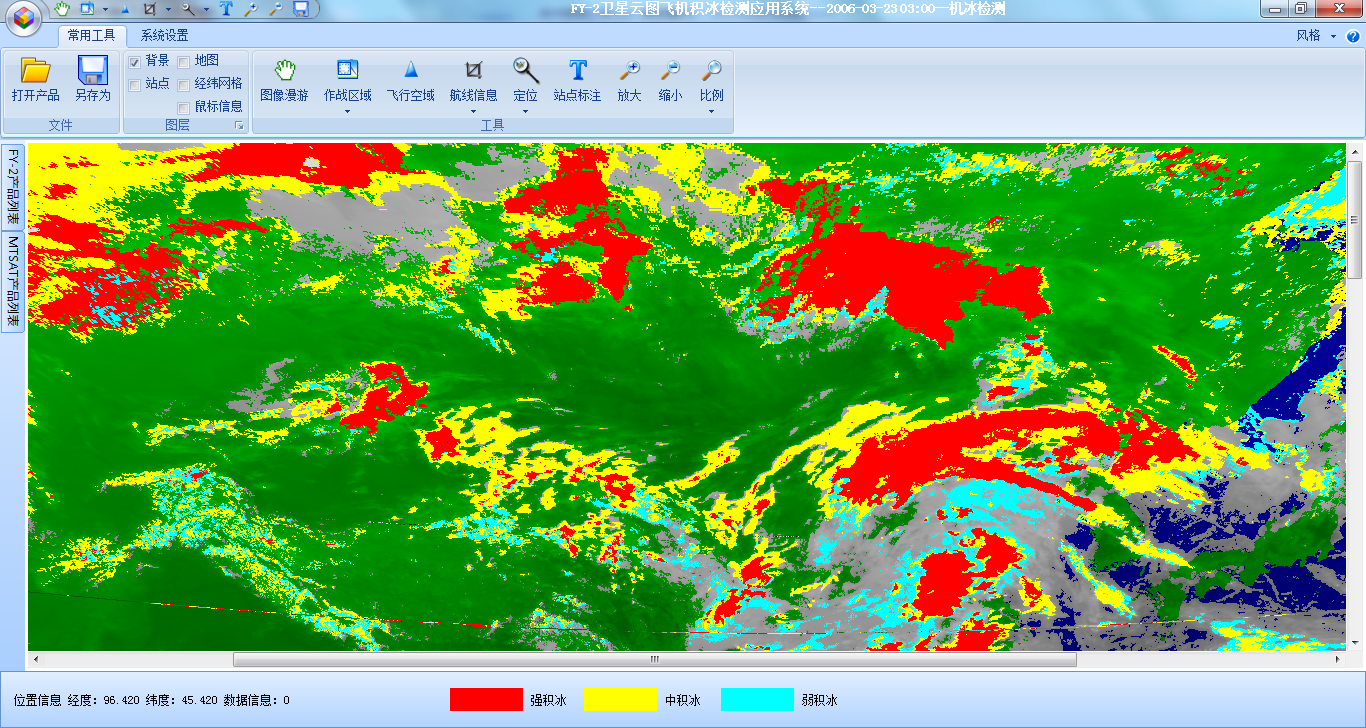 FY-2卫星云图飞机积冰检测应用系统--2006-03-23 03:00--机冰检测
常用工具 系统设置 风格
打开产品 另存为
文件
背景 地图
站点 经纬网格
鼠标信息
图层
图像漫游 作战区域 飞行空域 航线信息 定位 站点标注 放大 缩小 比例
工具
FY-2产品列表
MTSAT产品列表
位置信息 经度: 96.420 纬度: 45.420 数据信息: 0
强积冰 中积冰 弱积冰